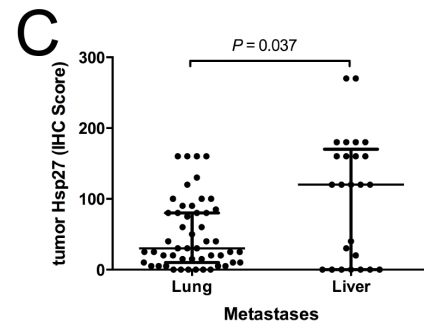 C
P = 0.037
tumor Hsp27 (IHC Score)
300
200
100
0
Lung
Liver
Metastases